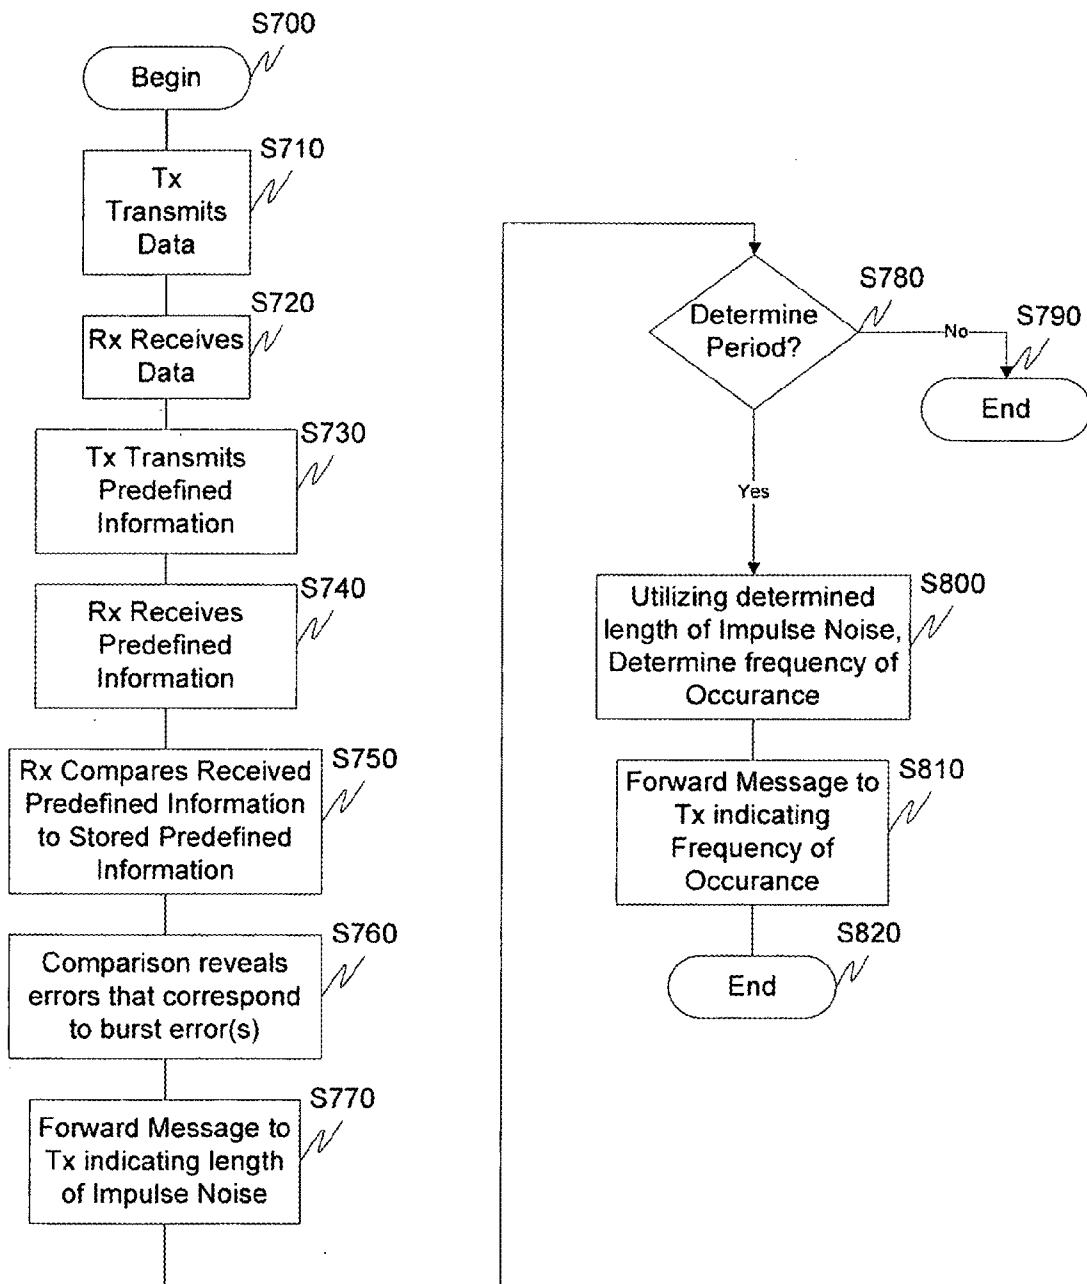 S700
Begin
S710
Tx
Transmits
Data
S720
Rx Receives
Data
S730
Tx Transmits
Predefined
Information
S740
Rx Receives
Predefined
Information
S750
Rx Compares Received
Predefined Information
to Stored Predefined
Information
S760
Comparison reveals
errors that correspond
to burst error(s)
S770
Forward Message to
Tx indicating length
of Impulse Noise
S780
Determine
Period?
No
S790
End
Yes
S800
Utilizing determined
length of Impulse Noise,
Determine frequency of
Occurance
S810
Forward Message to
Tx indicating
Frequency of
Occurance
S820
End